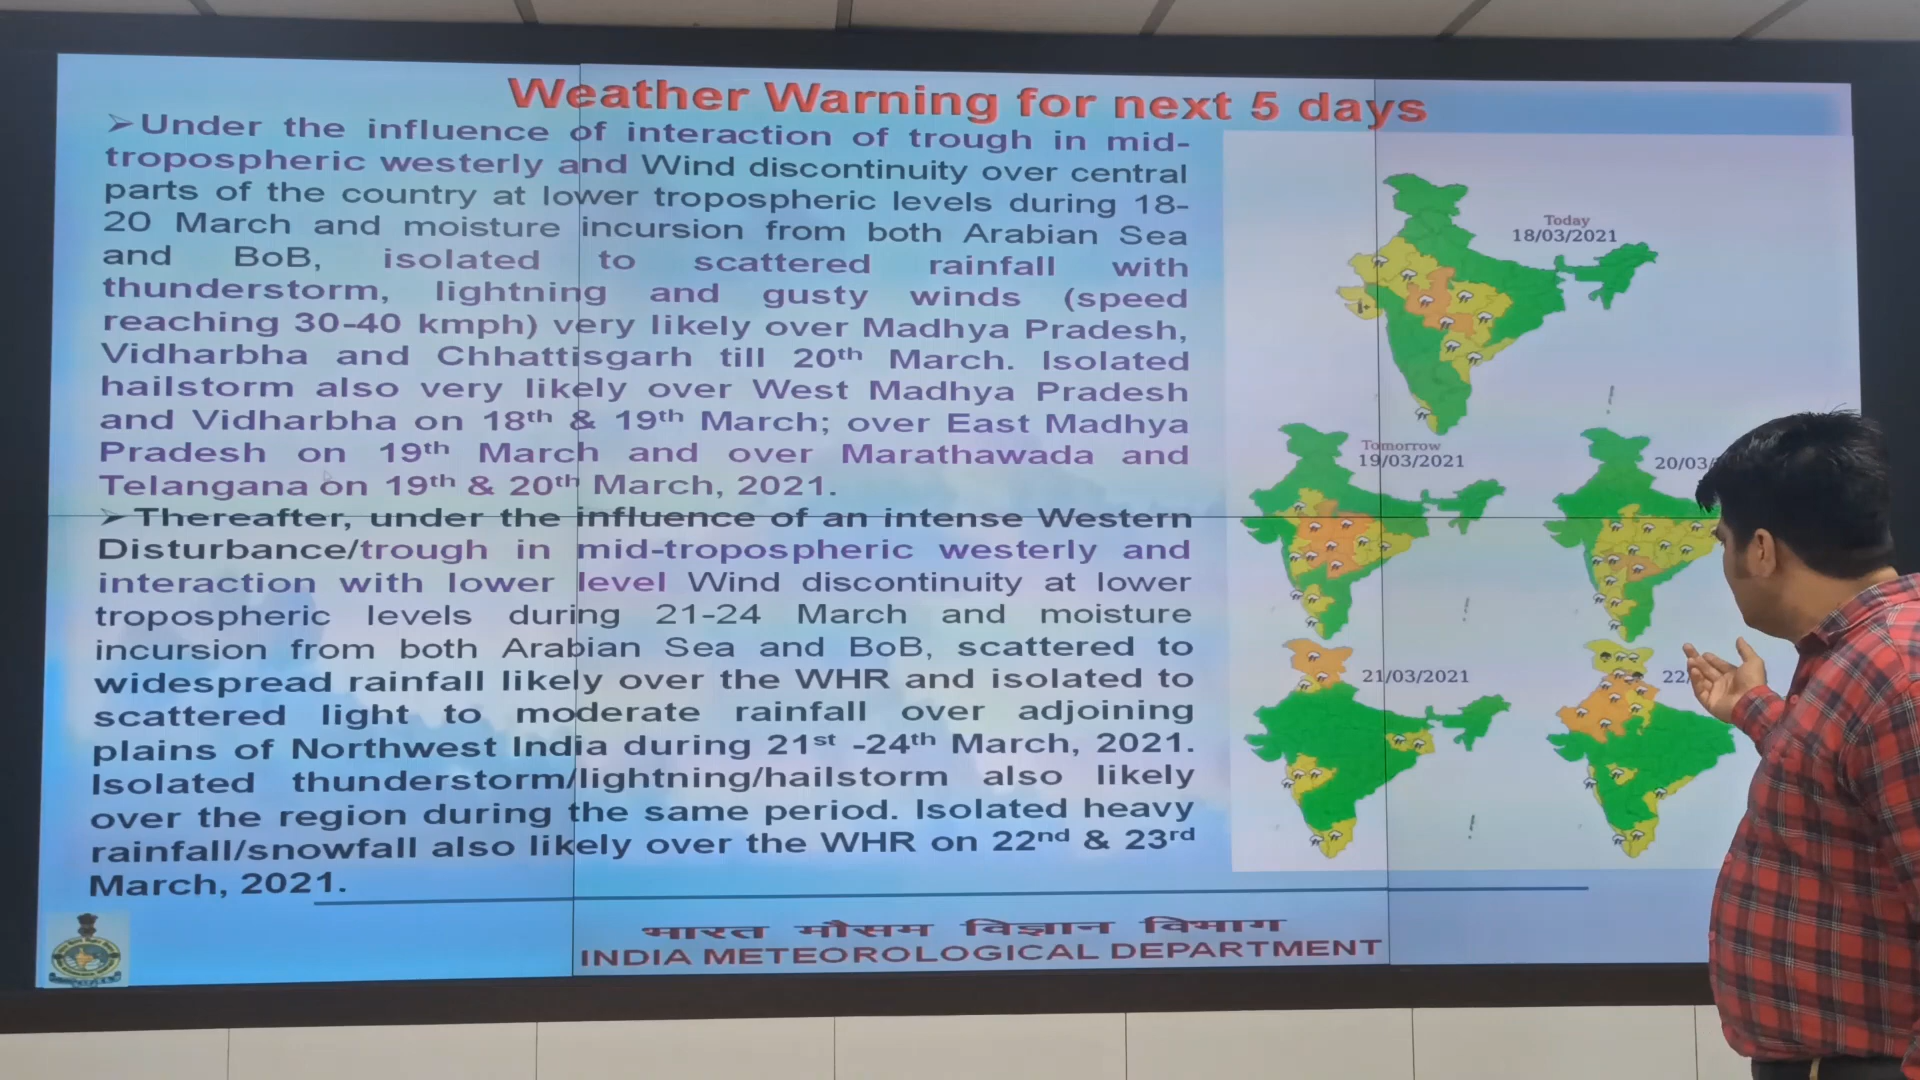 Weather Warning for next 5 days
➢Under the influence of interaction of trough in mid-
tropospheric westerly and Wind discontinuity over central
parts of the country at lower tropospheric levels during 18-
20 March and moisture incursion from both Arabian Sea
and BoB, isolated to scattered rainfall with
thunderstorm, lightning and gusty winds (speed
reaching 30-40 kmph) very likely over Madhya Pradesh,
Vidharbha and Chhattisgarh till 20th March. Isolated
hailstorm also very likely over West Madhya Pradesh
and Vidharbha on 18th & 19th March; over East Madhya
Pradesh on 19th March and over Marathawada and
Telangana on 19th & 20th March, 2021.
➢Thereafter, under the influence of an intense Western
Disturbance/trough in mid-tropospheric westerly and
interaction with lower level Wind discontinuity at lower
tropospheric levels during 21-24 March and moisture
incursion from both Arabian Sea and BoB, scattered to
widespread rainfall likely over the WHR and isolated to
scattered light to moderate rainfall over adjoining
plains of Northwest India during 21st -24th March, 2021.
Isolated thunderstorm/lightning/hailstorm also likely
over the region during the same period. Isolated heavy
rainfall/snowfall also likely over the WHR on 22nd & 23rd
March, 2021.
Today
18/03/2021
Tomorrow
19/03/2021
20/03/
21/03/2021
22/
भारत मौसम विज्ञान विभाग
INDIA METEOROLOGICAL DEPARTMENT